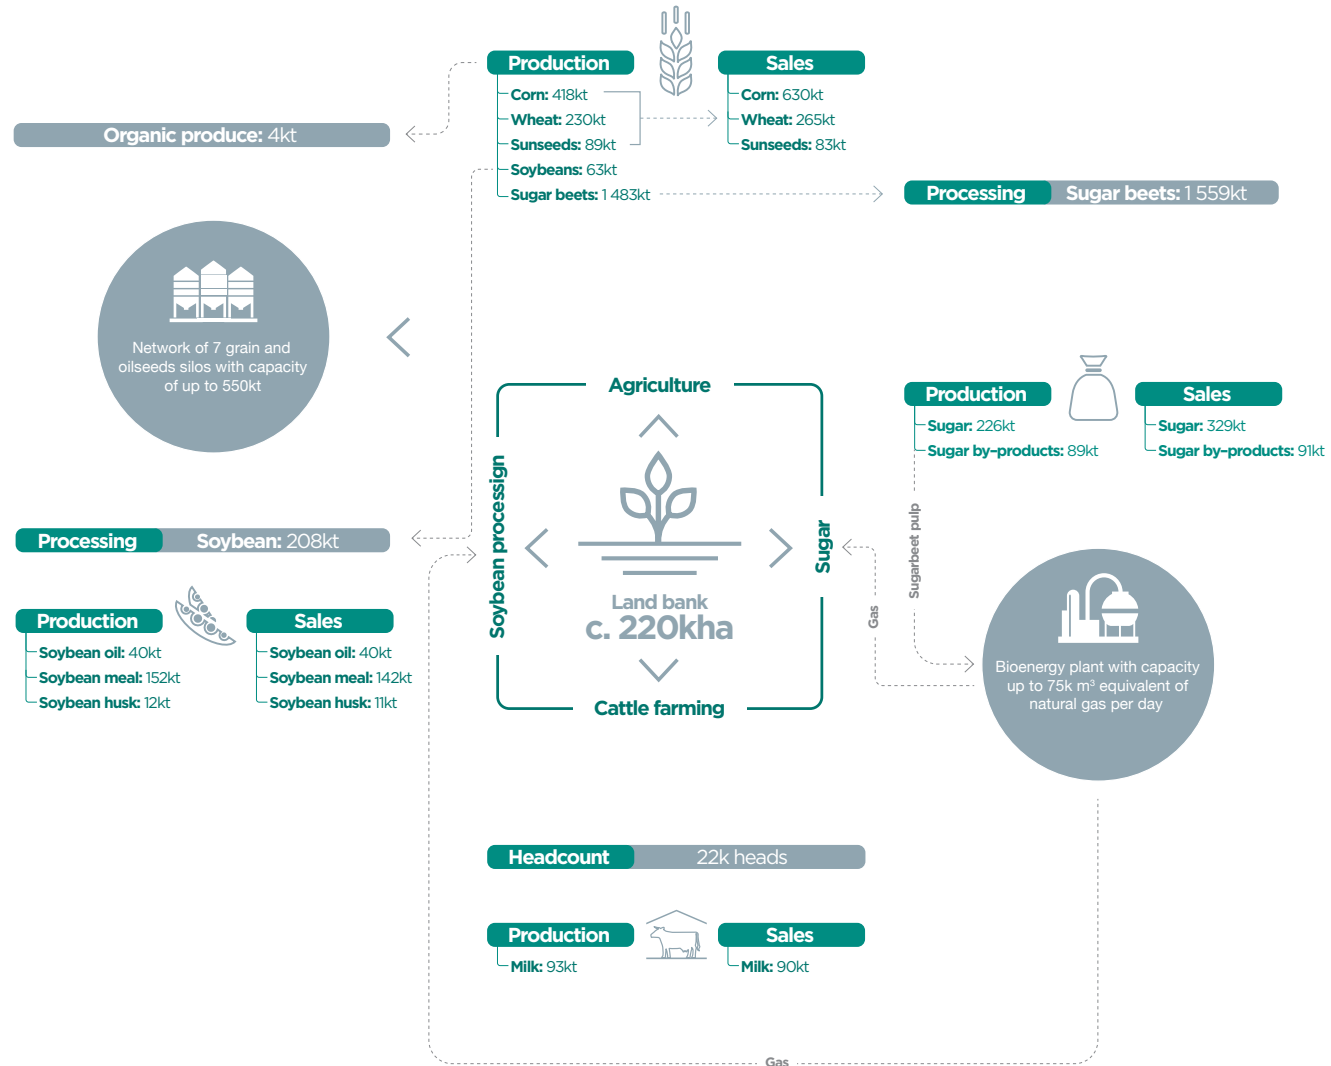 Production
Corn: 418kt
Wheat: 230kt
Sunseeds: 89kt
Soybeans: 63kt
Sugar beets: 1 483kt
Sales
Corn: 630kt
Wheat: 265kt
Sunseeds: 83kt
Organic produce: 4kt
Processing
Sugar beets: 1 559kt
Network of 7 grain and
oilseeds silos with capacity
of up to 550kt
Agriculture
Soybean processign
Sugar
Land bank
c. 220kha
Cattle farming
Production
Sugar: 226kt
Sugar by-products: 89kt
Sales
Sugar: 329kt
Sugar by-products: 91kt
Sugarbeet pulp
Gas
Bioenergy plant with capacity
up to 75k m³ equivalent of
natural gas per day
Processing
Soybean: 208kt
Production
Soybean oil: 40kt
Soybean meal: 152kt
Soybean husk: 12kt
Sales
Soybean oil: 40kt
Soybean meal: 142kt
Soybean husk: 11kt
Headcount
22k heads
Production
Milk: 93kt
Sales
Milk: 90kt
Gas